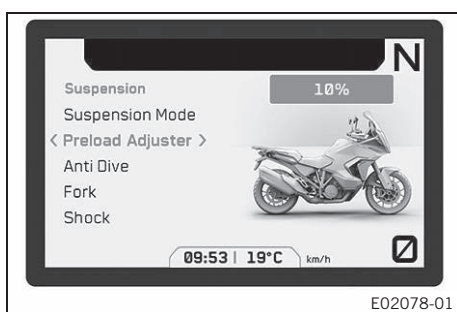 N
Suspension
10%
Suspension Mode
< Preload Adjuster >
Anti Dive
Fork
Shock
09:53 | 19°C km/h
0
E02078-01